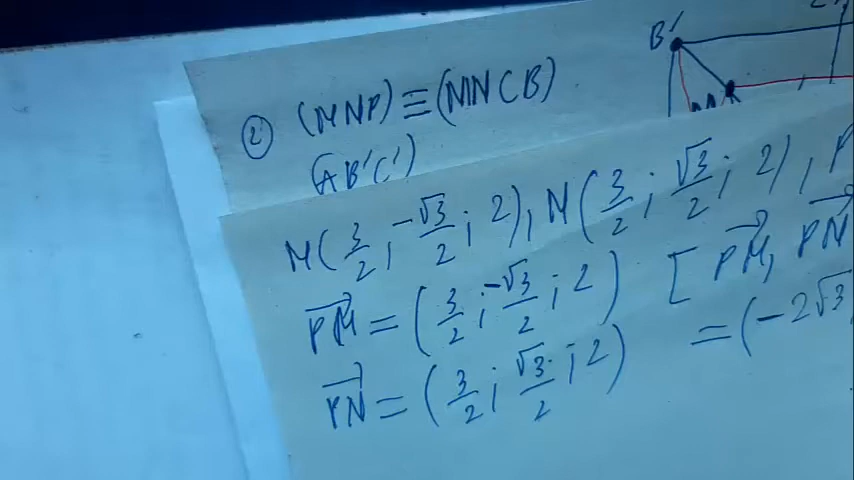 B'
② (MNP) ≡ (MNCB)
(AB'C')
M(3/2; -√3/2; 2), N(3/2; √3/2; 2), P
PM = (3/2; -√3/2; 2) [PM, PN
PN = (3/2; √3/2; 2) = (-2√3